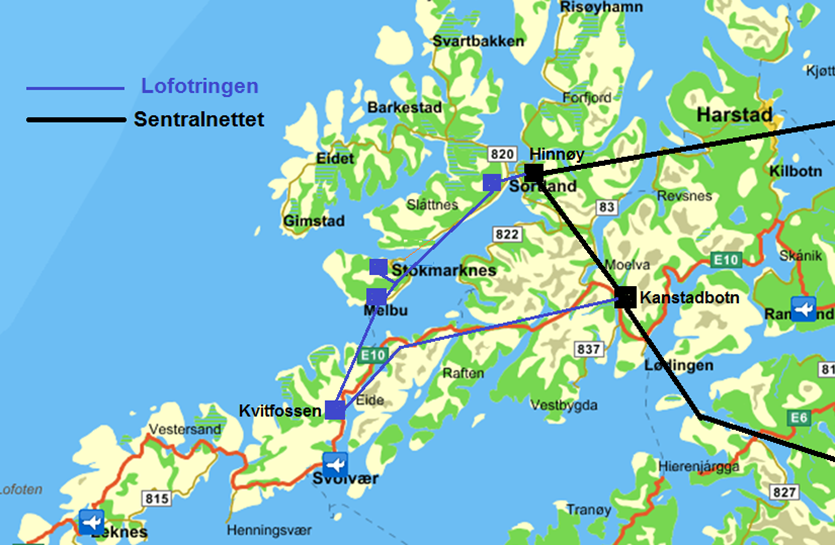 Risøyhamn
Svartbakken
Kjøtt
Lofotringen
Forfjord
Barkestad
Harstad
Sentralnettet
820
Hinnøy
Eidet
Kilbotn
Sortland
Revsnes
Slåttnes
83
Gimstad
822
Skånik
Moelva
E10
Stokmarknes
Kanstadbotn
Melbu
E10
837
Lødingen
Raften
81
Eide
Kvitfossen
Vestbygda
E6
Vestersand
Hierenjárgga
Svolvær
Lofoten
815
827
Tranøy
Leknes
Henningsvær